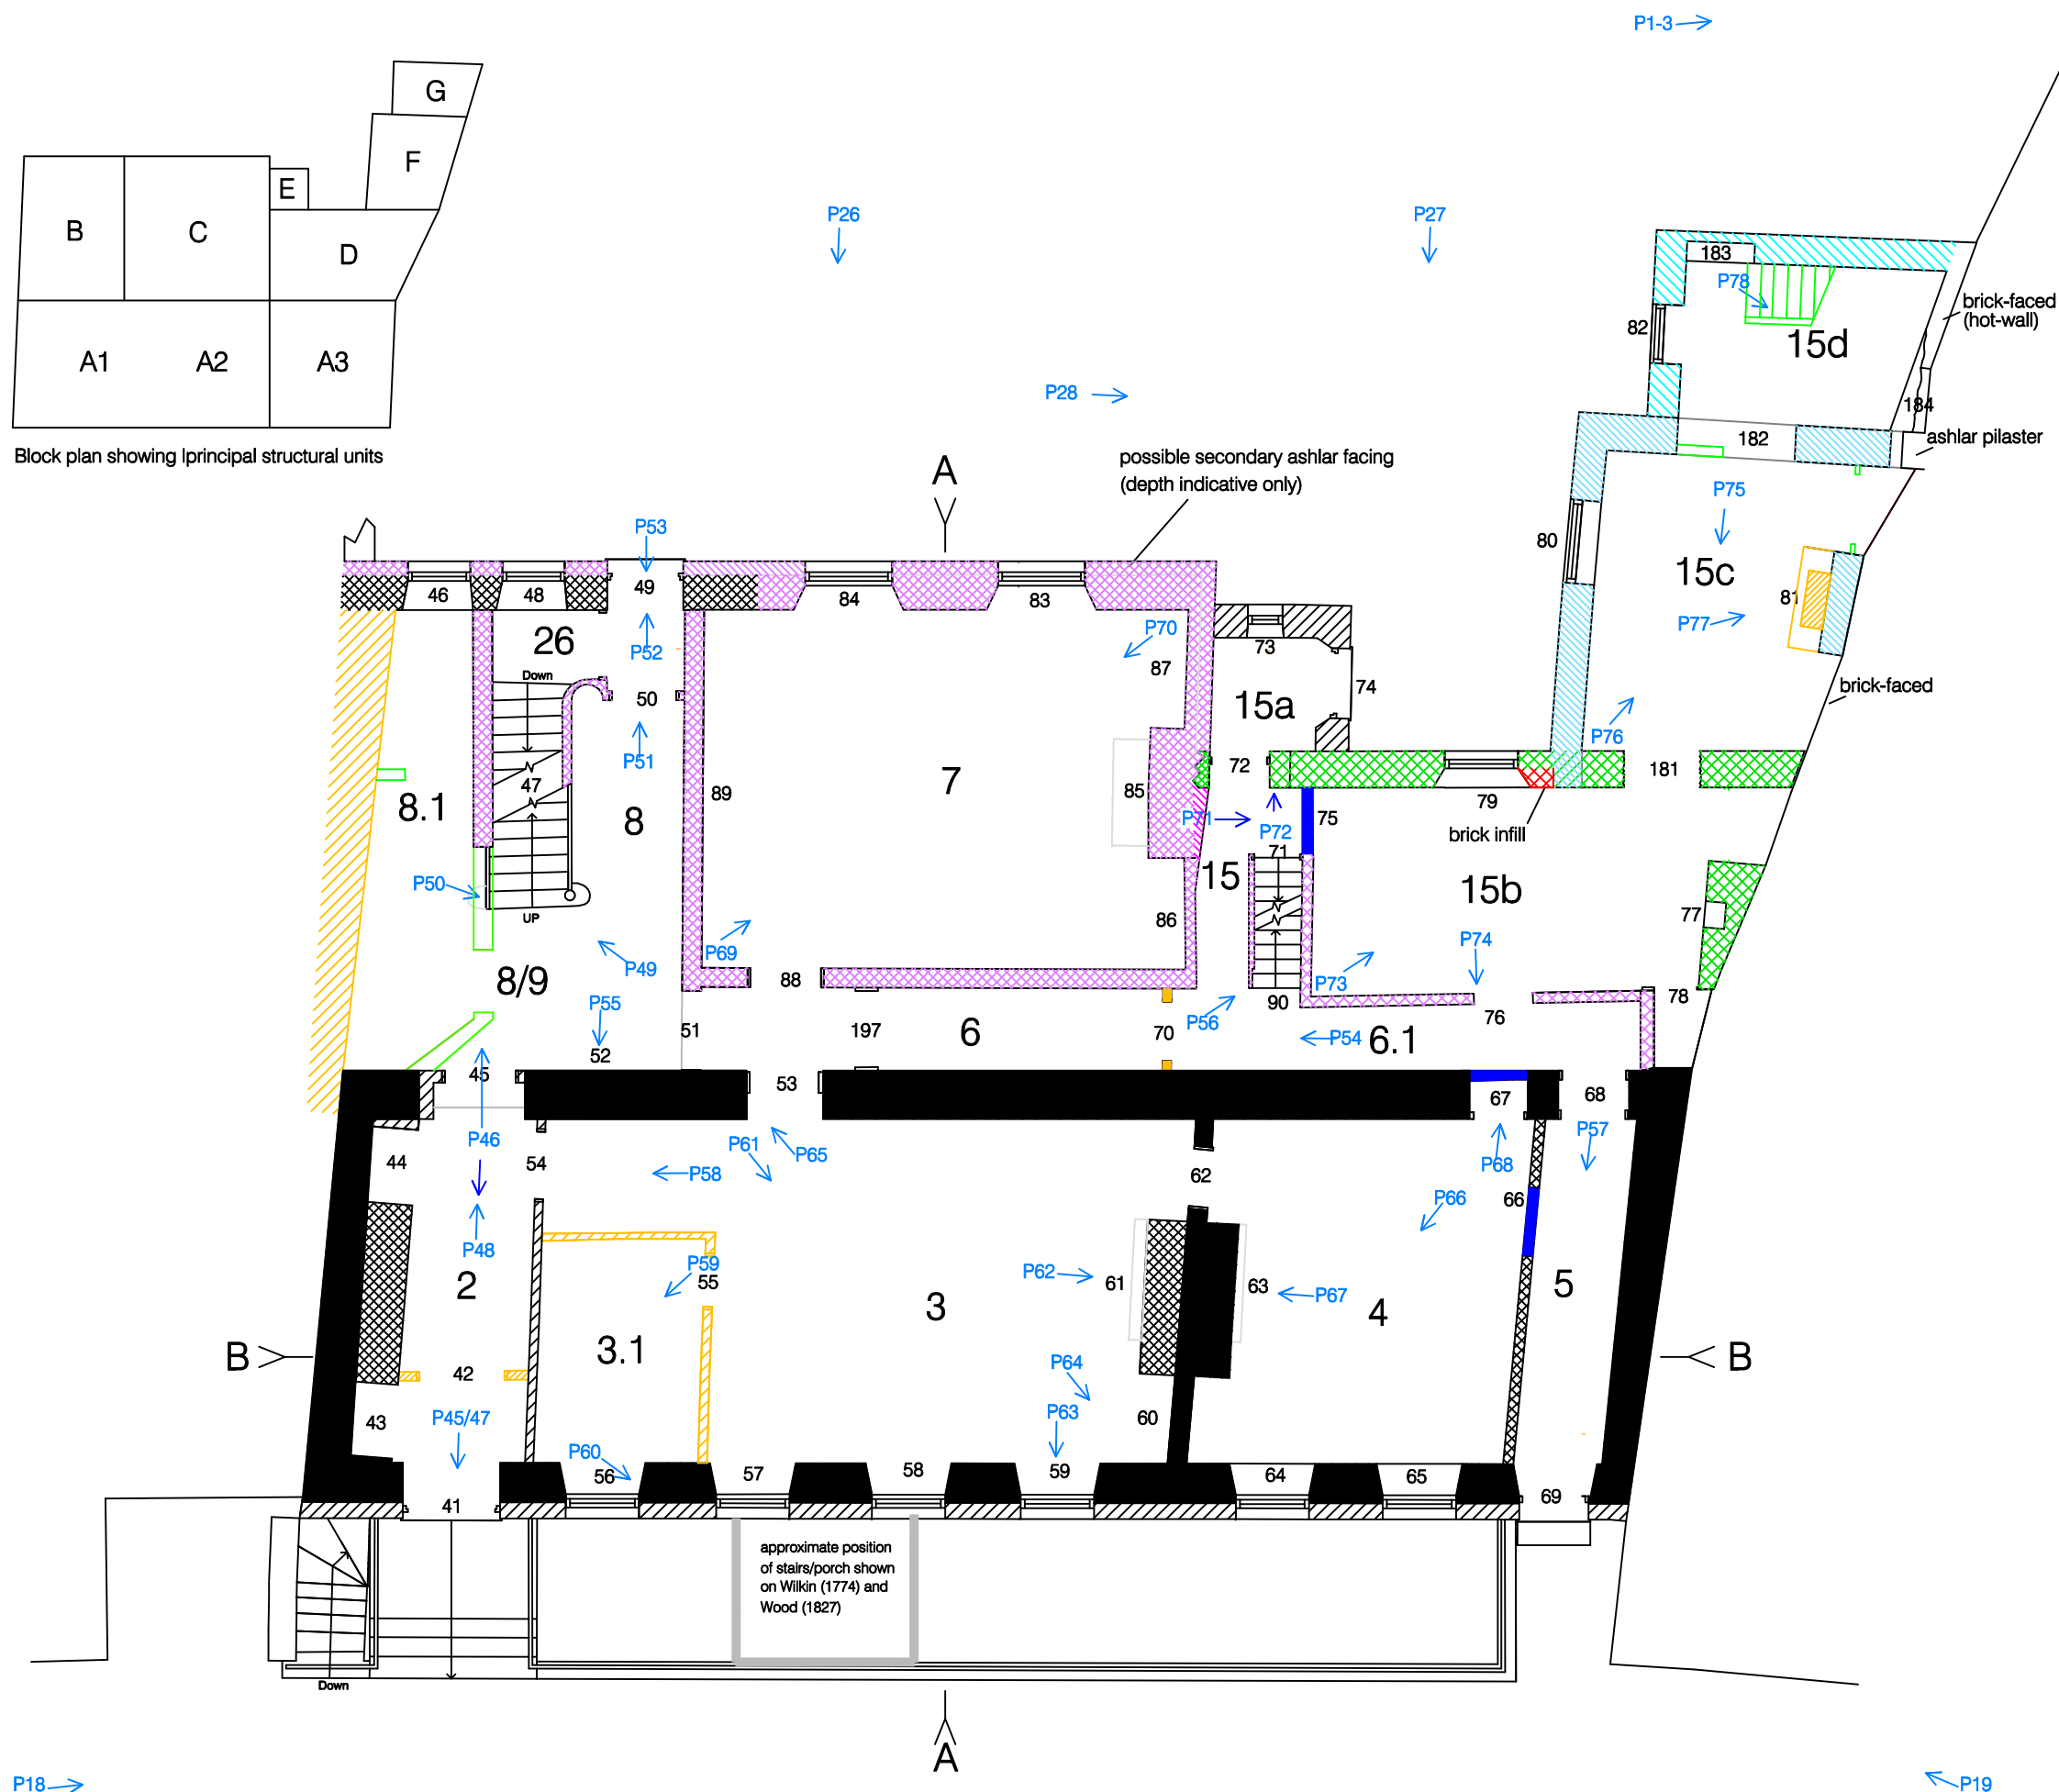 P1-3
G
F
E
B
C
D
A1
A2
A3
Block plan showing lprincipal structural units
P26
P27
P28
183
P78
82
15d
brick-faced
(hot-wall)
184
182
ashlar pilaster
A
possible secondary ashlar facing
(depth indicative only)
P53
P75
80
15c
81
P77
46
48
49
84
83
26
P52
P70
87
73
Down
50
15a
74
brick-faced
P51
P76
47
7
72
181
8.1
8
89
85
79
P71
P72
75
brick infill
71
P50
15
15b
UP
86
77
P69
P49
P74
P73
8/9
88
90
78
P55
P56
76
51
197
6
70
P54
6.1
52
45
53
67
68
P46
P61
P65
P57
44
54
P58
62
P68
P66
66
P48
P59
55
P62
61
63
P67
2
5
3
4
B
3.1
B
42
P64
43
P45/47
P63
60
P60
56
57
58
59
64
65
41
69
approximate position
of stairs/porch shown
on Wilkin (1774) and
Wood (1827)
Down
A
P18
P19